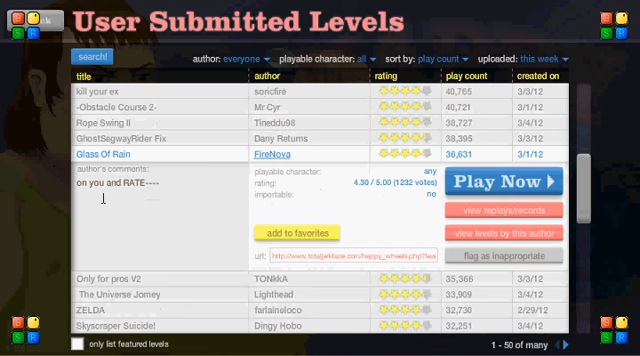 User Submitted Levels
search!
author: everyone playable character: all sort by: play count uploaded: this week
title author rating play count created on
kill your ex soricfire 40,765 3/3/12
-Obstacle Course 2- Mr Cyr 40,721 3/1/12
Rope Swing II Tineddu98 38,727 3/4/12
GhostSegwayRider Fix Dany Returns 38,395 3/3/12
Glass Of Rain FireNova 36,631 3/1/12
author's comments:
on you and RATE----
playable character: any
rating: 4.30 / 5.00 (1232 votes)
importable: no
Play Now
view replays/records
add to favorites
view levels by this author
url: http://www.totaljerkface.com/happy_wheels.php?leve
flag as inappropriate
Only for pros V2 TONkkA 35,366 3/3/12
The Universe Jorney Lighthead 33,909 3/4/12
ZELDA farlaineloco 32,730 2/29/12
Skyscraper Suicide! Dingy Hobo 32,251 3/4/12
only list featured levels
1 - 50 of many
B
S R
B
S R
B
S R
B
S R